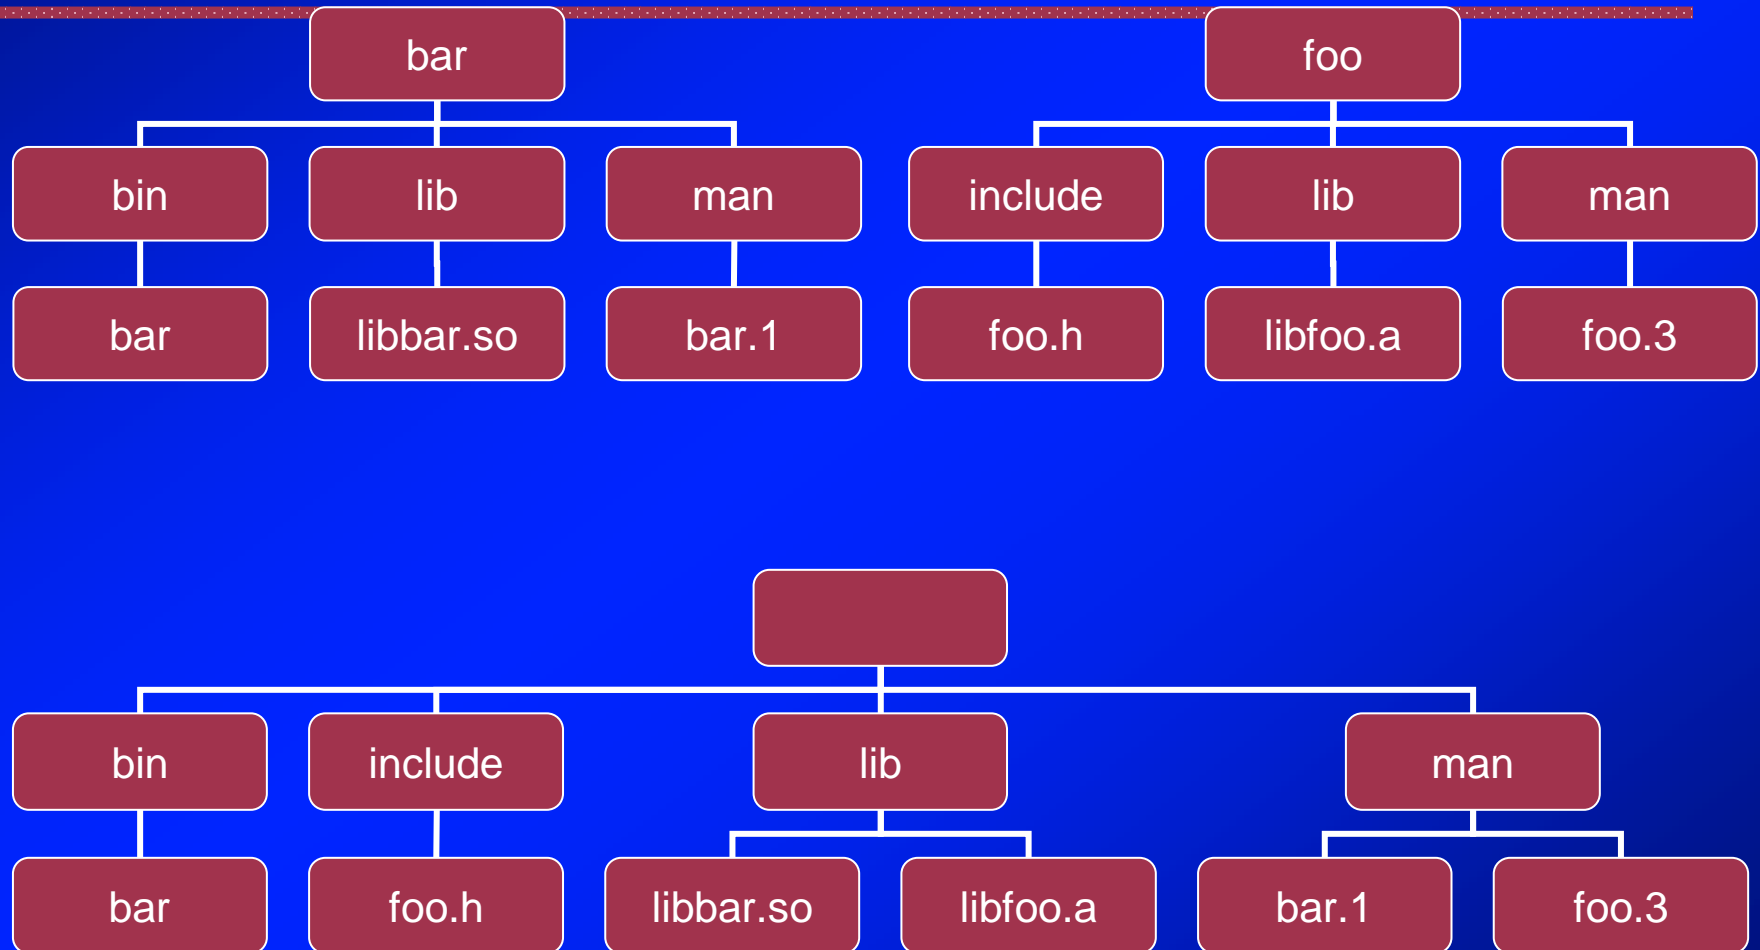 bar
foo
bin
lib
man
include
lib
man
bar
libbar.so
bar.1
foo.h
libfoo.a
foo.3
bin
include
lib
man
bar
foo.h
libbar.so
libfoo.a
bar.1
foo.3